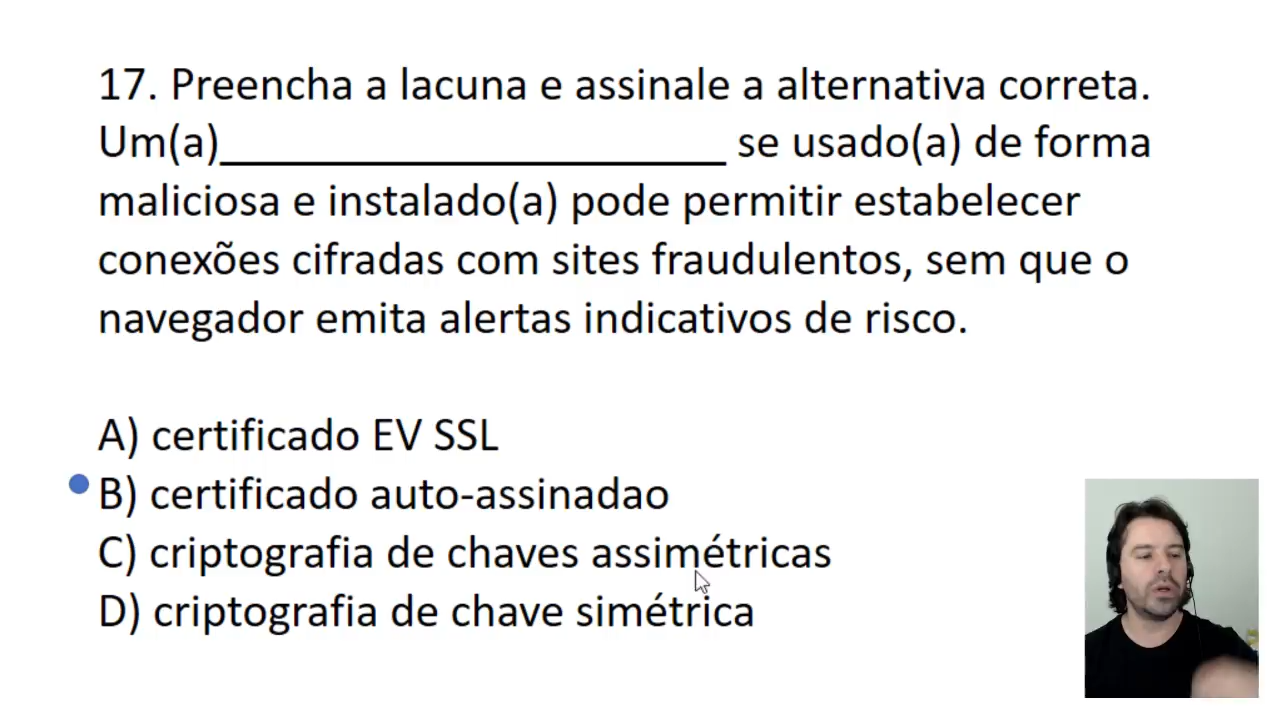 17. Preencha a lacuna e assinale a alternativa correta.
Um(a)______________________ se usado(a) de forma
maliciosa e instalado(a) pode permitir estabelecer
conexões cifradas com sites fraudulentos, sem que o
navegador emita alertas indicativos de risco.
A) certificado EV SSL
B) certificado auto-assinadao
C) criptografia de chaves assimétricas
D) criptografia de chave simétrica